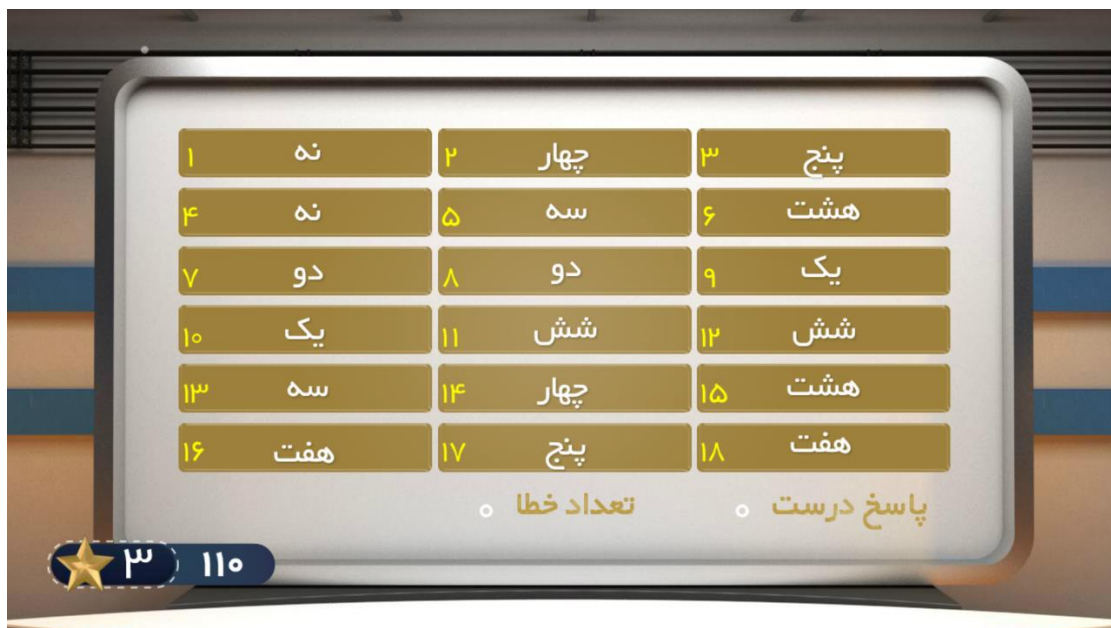 ۱ نه ۲ چهار ۳ پنج
۴ نه ۵ سه ۶ هشت
۷ دو ۸ دو ۹ یک
۱۰ یک ۱۱ شش ۱۲ شش
۱۳ سه ۱۴ چهار ۱۵ هشت
۱۶ هفت ۱۷ پنج ۱۸ هفت
پاسخ درست ۰ تعداد خطا ۰
۳ ۱۱۰